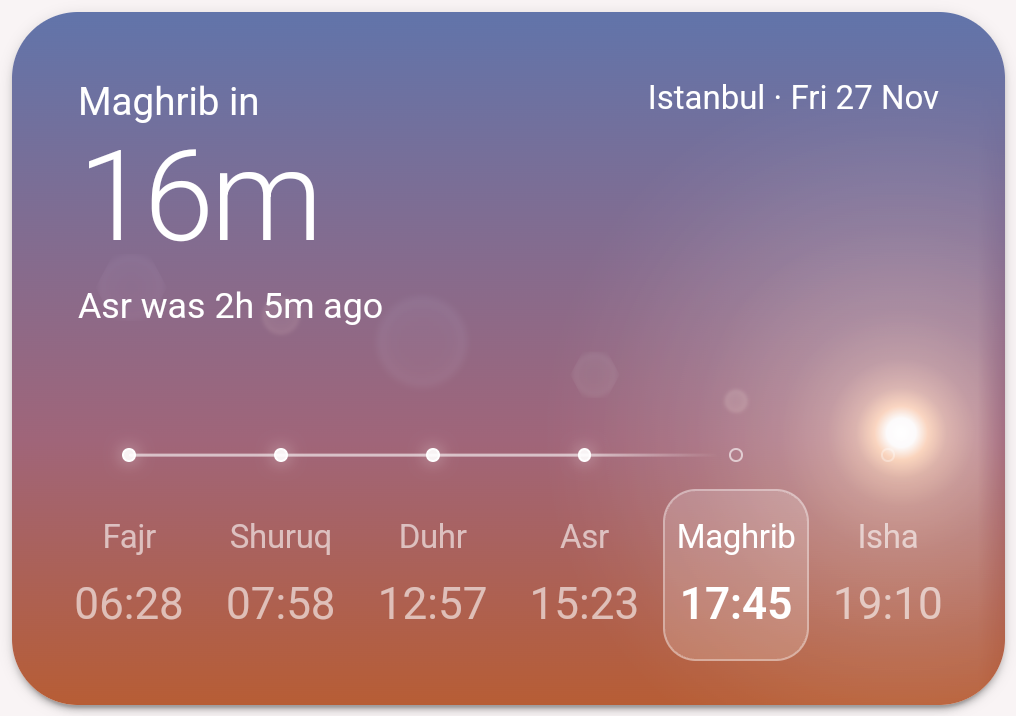 Maghrib in
Istanbul · Fri 27 Nov
16m
Asr was 2h 5m ago
Fajr Shuruq Duhr Asr Maghrib Isha
06:28 07:58 12:57 15:23 17:45 19:10